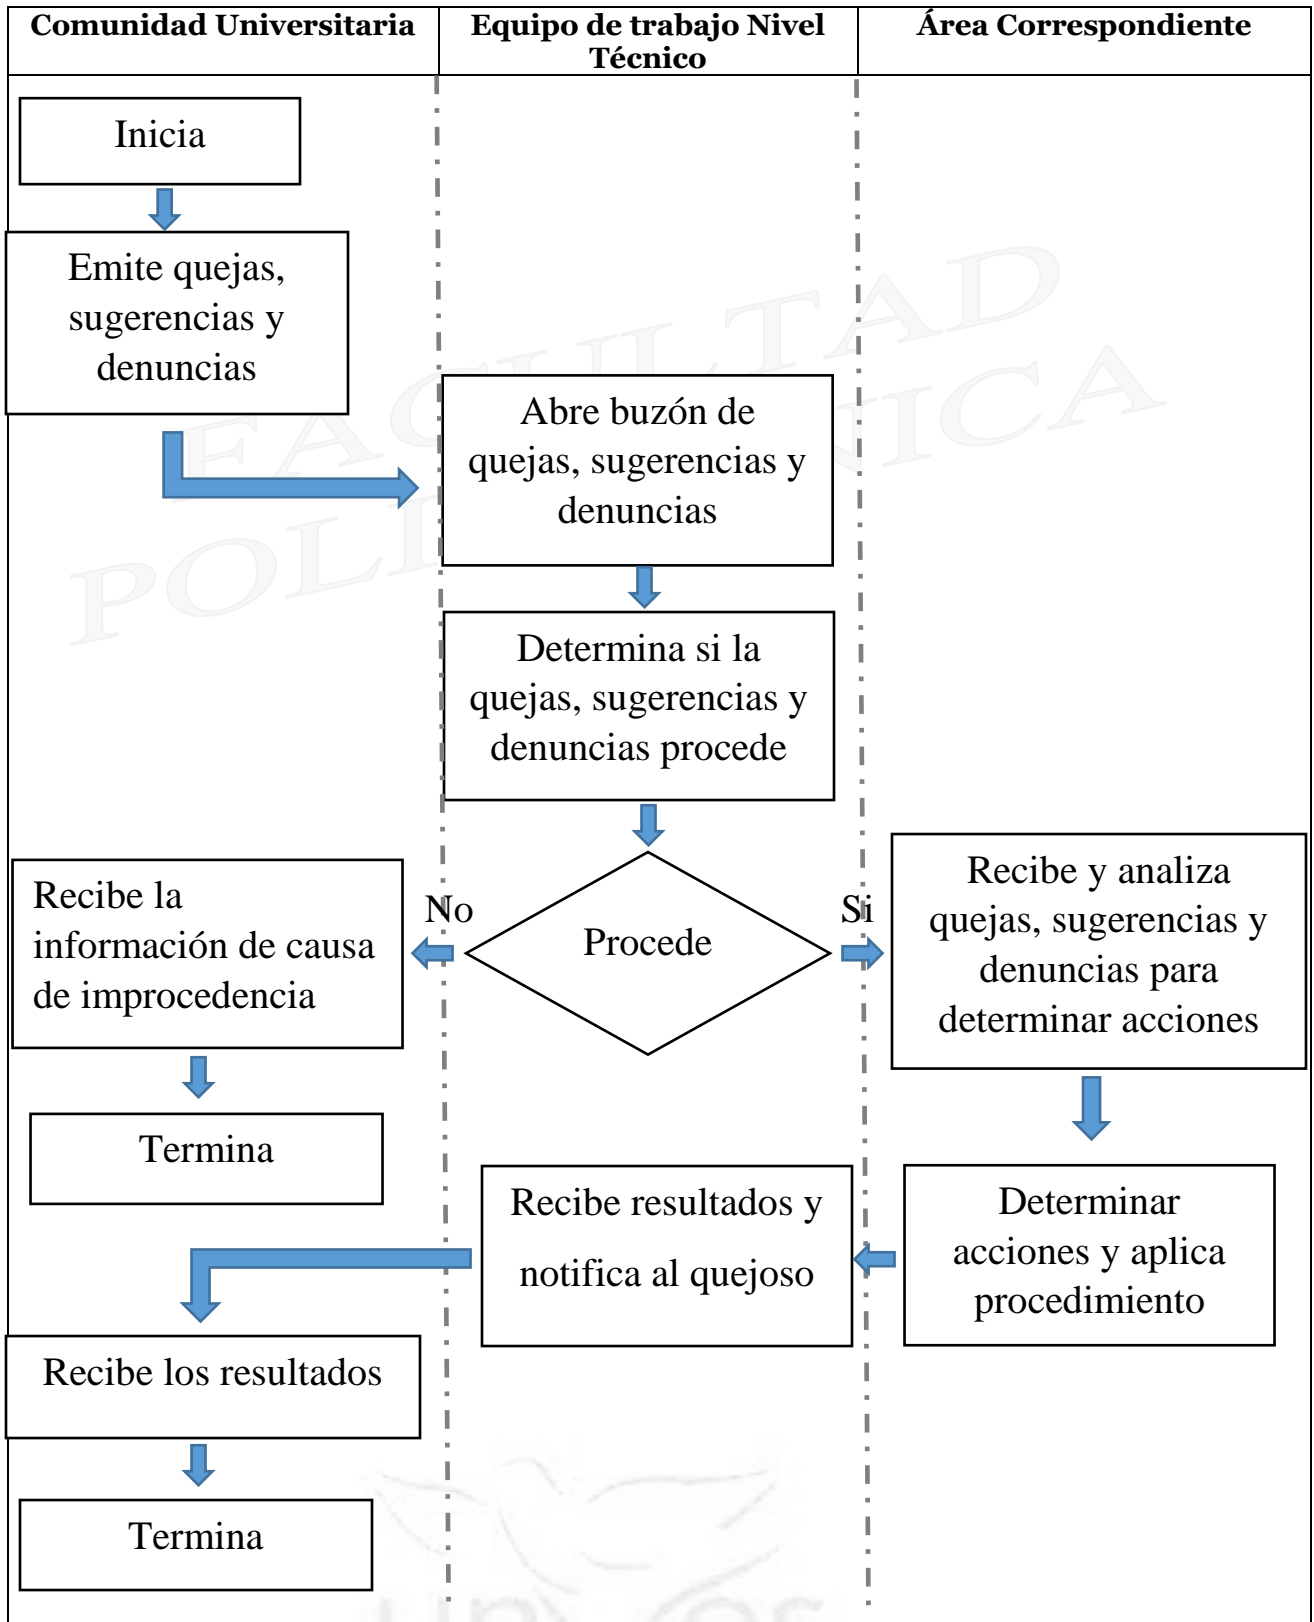 Comunidad Universitaria
Equipo de trabajo Nivel
Técnico
Área Correspondiente
Inicia
Emite quejas,
sugerencias y
denuncias
FACULTAD
Abre buzón de
quejas, sugerencias y
denuncias
Determina si la
quejas, sugerencias y
denuncias procede
Procede
No
Si
Recibe la
información de causa
de improcedencia
Recibe y analiza
quejas, sugerencias y
denuncias para
determinar acciones
Termina
Determinar
acciones y aplica
procedimiento
Recibe resultados y
notifica al quejoso
Recibe los resultados
Termina